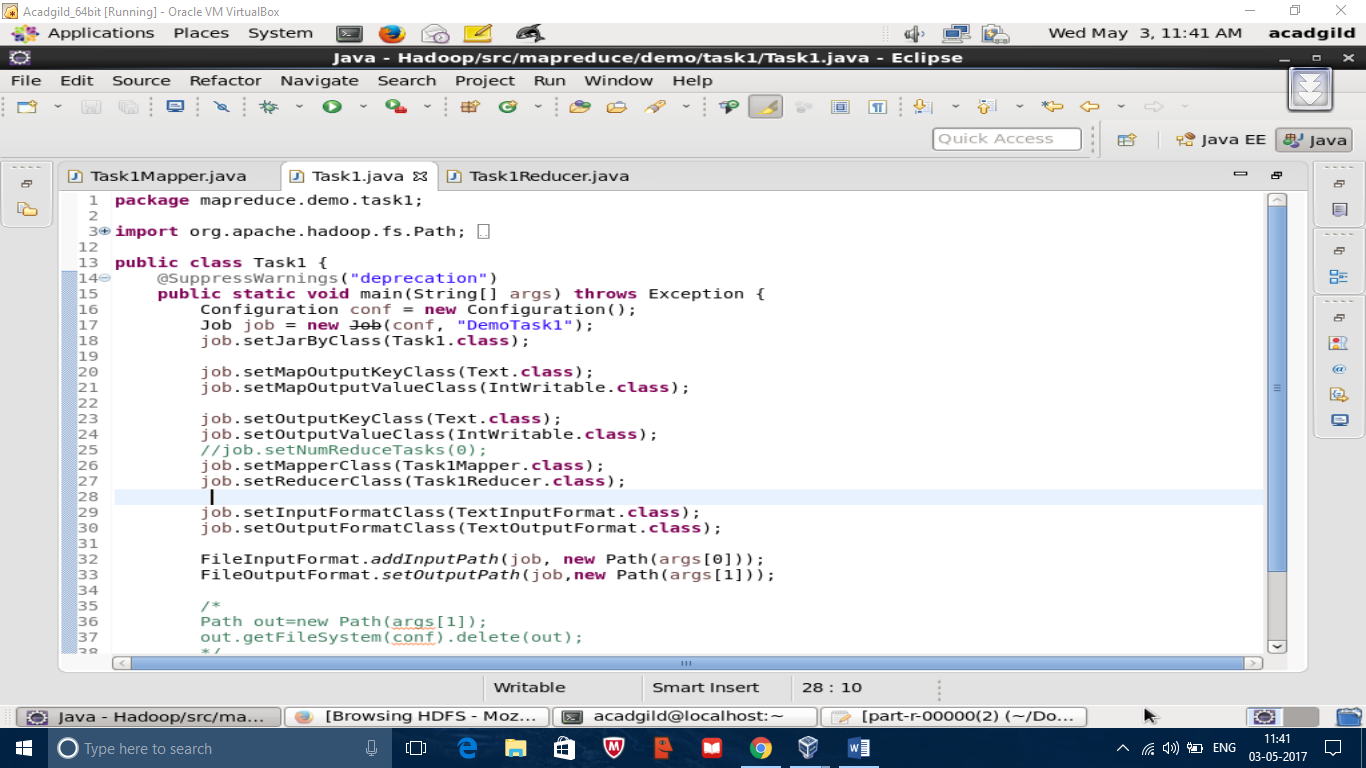 Acadgild_64bit [Running] - Oracle VM VirtualBox
Applications Places System Wed May 3, 11:41 AM acadgild
Java - Hadoop/src/mapreduce/demo/task1/Task1.java - Eclipse
File Edit Source Refactor Navigate Search Project Run Window Help
Quick Access Java EE Java
Task1Mapper.java Task1.java Task1Reducer.java
1 package mapreduce.demo.task1;
2
3 import org.apache.hadoop.fs.Path;
12
13 public class Task1 {
14 @SuppressWarnings("deprecation")
15 public static void main(String[] args) throws Exception {
16 Configuration conf = new Configuration();
17 Job job = new Job(conf, "DemoTask1");
18 job.setJarByClass(Task1.class);
19
20 job.setMapOutputKeyClass(Text.class);
21 job.setMapOutputValueClass(IntWritable.class);
22
23 job.setOutputKeyClass(Text.class);
24 job.setOutputValueClass(IntWritable.class);
25 //job.setNumReduceTasks(0);
26 job.setMapperClass(Task1Mapper.class);
27 job.setReducerClass(Task1Reducer.class);
28
29 job.setInputFormatClass(TextInputFormat.class);
30 job.setOutputFormatClass(TextOutputFormat.class);
31
32 FileInputFormat.addInputPath(job, new Path(args[0]));
33 FileOutputFormat.setOutputPath(job,new Path(args[1]));
34
35 /*
36 Path out=new Path(args[1]);
37 out.getFileSystem(conf).delete(out);
38 */
Writable Smart Insert 28 : 10
Java - Hadoop/src/ma... [Browsing HDFS - Moz... acadgild@localhost:~ [part-r-00000(2) (~/Do...
Type here to search ENG 11:41
03-05-2017